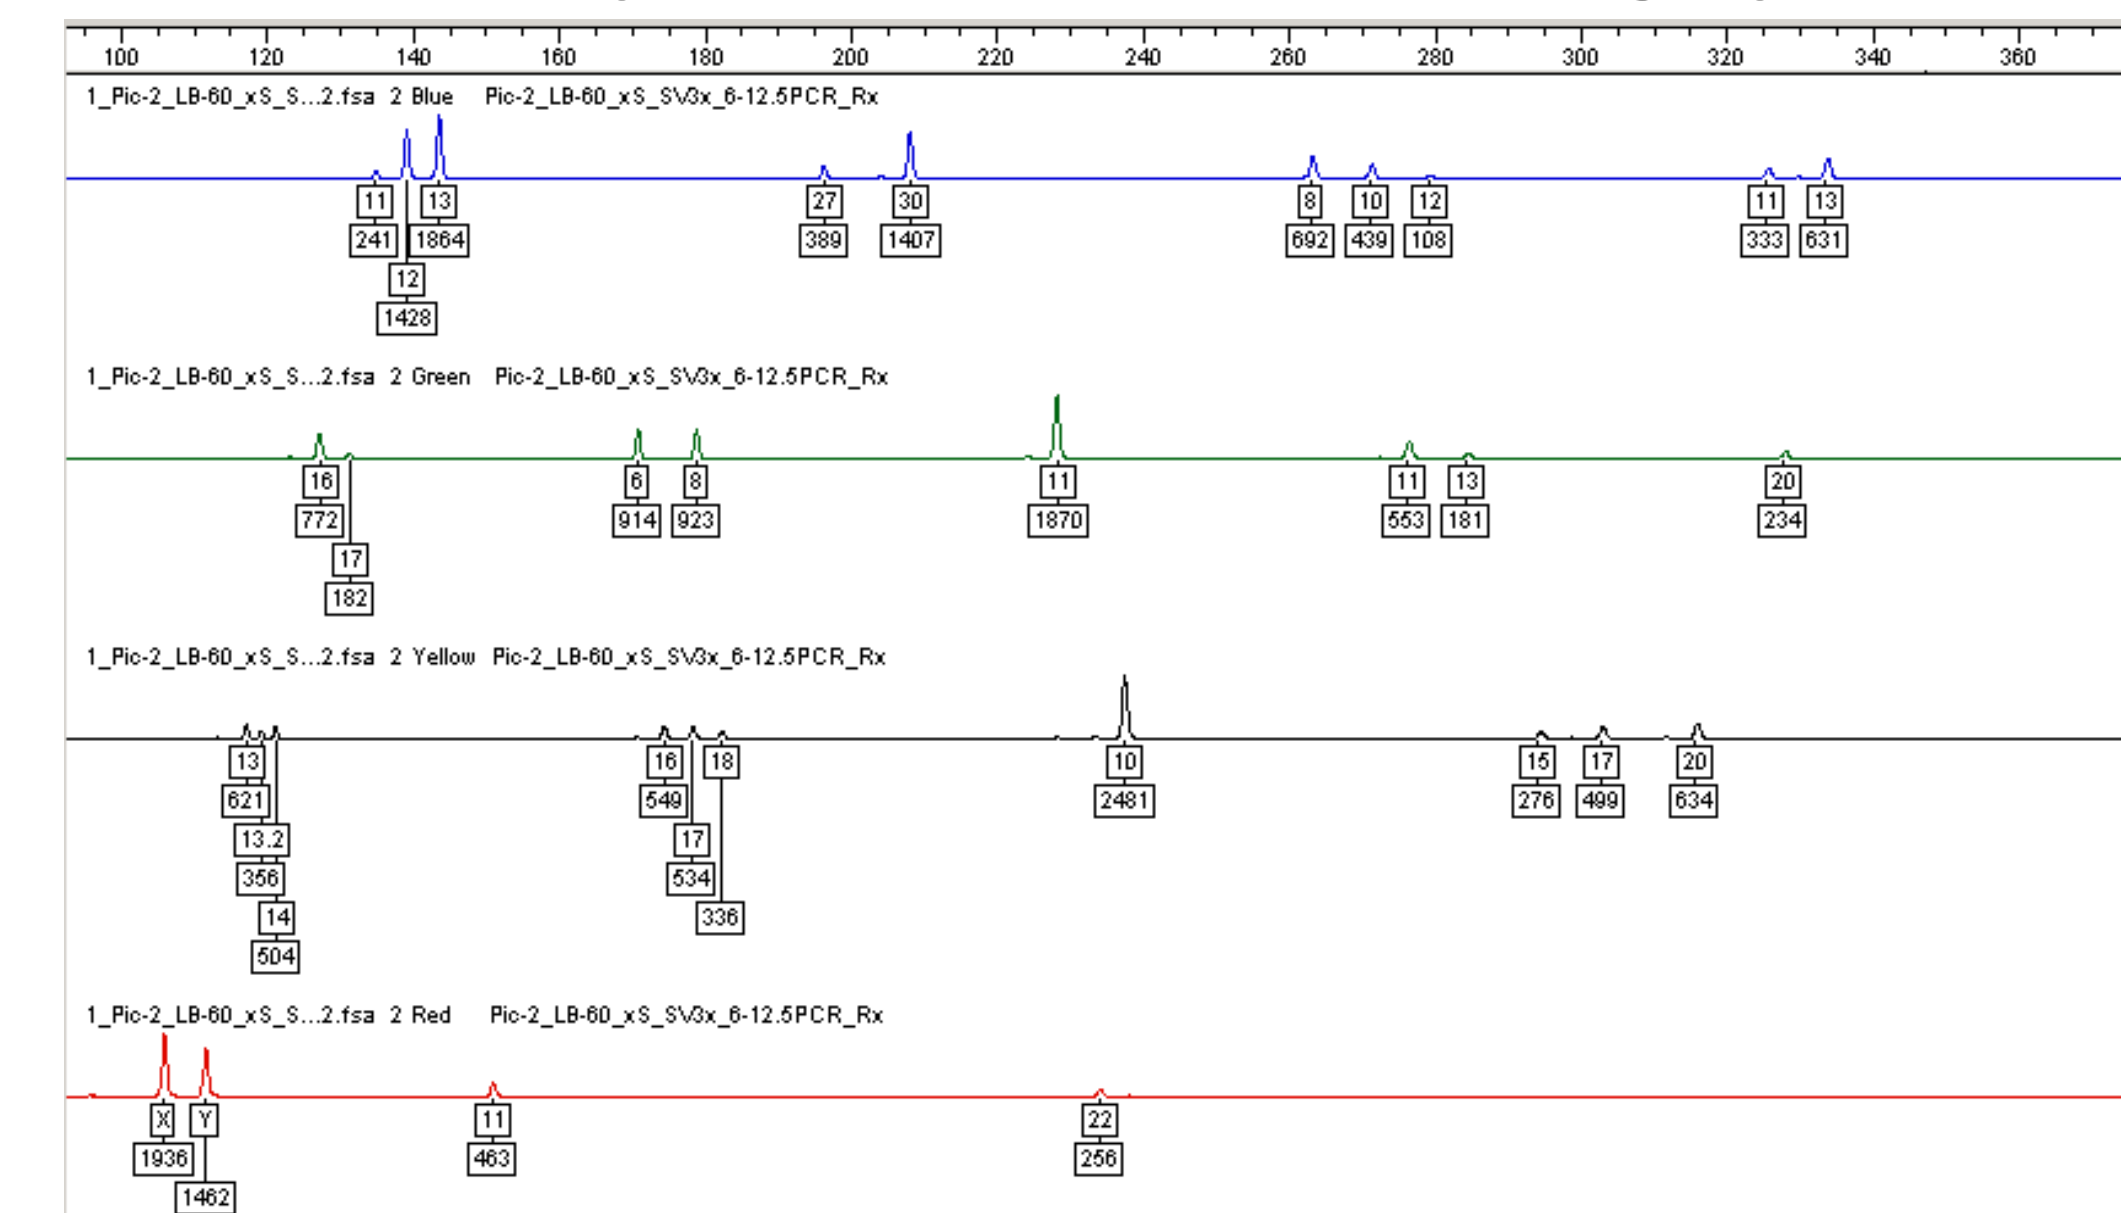 100 120 140 160 180 200 220 240 260 280 300 320 340 360
1_Pic-2_LB-60_xS_S...2.fsa 2 Blue Pic-2_LB-60_xS_SV3x_6-12.5PCR_Rx
11 13 27 30 8 10 12 11 13
241 1864 389 1407 692 439 108 333 631
12
1428
1_Pic-2_LB-60_xS_S...2.fsa 2 Green Pic-2_LB-60_xS_SV3x_6-12.5PCR_Rx
16 6 8 11 11 13 20
772 914 923 1870 553 181 234
17
182
1_Pic-2_LB-60_xS_S...2.fsa 2 Yellow Pic-2_LB-60_xS_SV3x_6-12.5PCR_Rx
13 16 18 10 15 17 20
621 549 2481 276 499 634
13.2 17
356 534
14 336
504
1_Pic-2_LB-60_xS_S...2.fsa 2 Red Pic-2_LB-60_xS_SV3x_6-12.5PCR_Rx
X Y 11 22
1936 463 256
1462